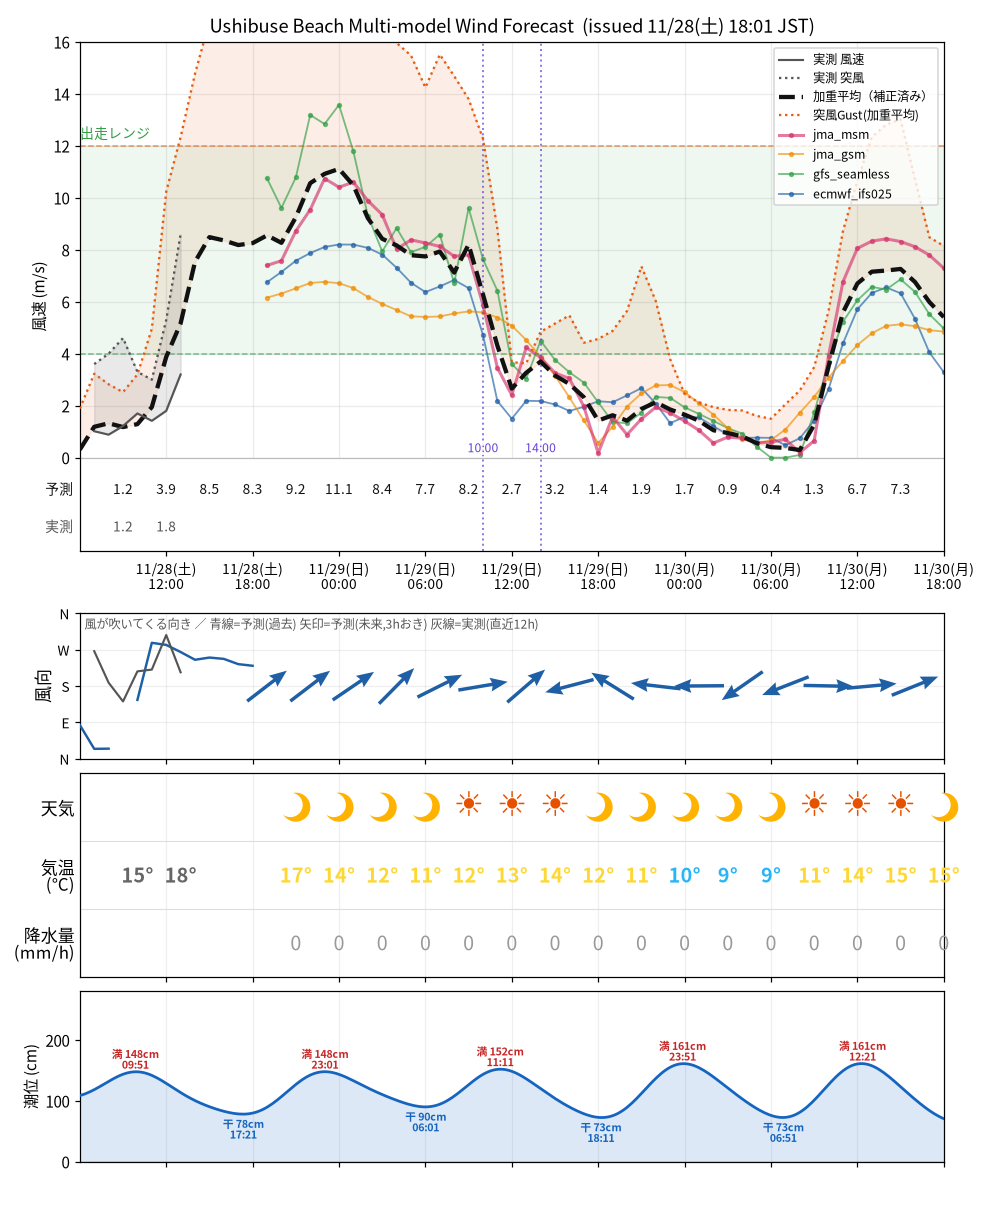 Ushibuse Beach Multi-model Wind Forecast (issued 11/28(土) 18:01 JST)
風速 (m/s)
16
14
12
10
8
6
4
2
0
出走レンジ
実測 風速
実測 突風
加重平均（補正済み）
突風Gust(加重平均)
jma_msm
jma_gsm
gfs_seamless
ecmwf_ifs025
10:00 14:00
予測 1.2 3.9 8.5 8.3 9.2 11.1 8.4 7.7 8.2 2.7 3.2 1.4 1.9 1.7 0.9 0.4 1.3 6.7 7.3
実測 1.2 1.8
11/28(土) 11/28(土) 11/29(日) 11/29(日) 11/29(日) 11/29(日) 11/30(月) 11/30(月) 11/30(月) 11/30(月)
12:00 18:00 00:00 06:00 12:00 18:00 00:00 06:00 12:00 18:00
風向
N
W
S
E
N
風が吹いてくる向き ／ 青線=予測(過去) 矢印=予測(未来,3hおき) 灰線=実測(直近12h)
天気
気温
(°C)
15° 18° 17° 14° 12° 11° 12° 13° 14° 12° 11° 10° 9° 9° 11° 14° 15° 15°
降水量
(mm/h)
0 0 0 0 0 0 0 0 0 0 0 0 0 0 0 0
潮位 (cm)
200
100
0
満 148cm
09:51
干 78cm
17:21
満 148cm
23:01
干 90cm
06:01
満 152cm
11:11
干 73cm
18:11
満 161cm
23:51
干 73cm
06:51
満 161cm
12:21